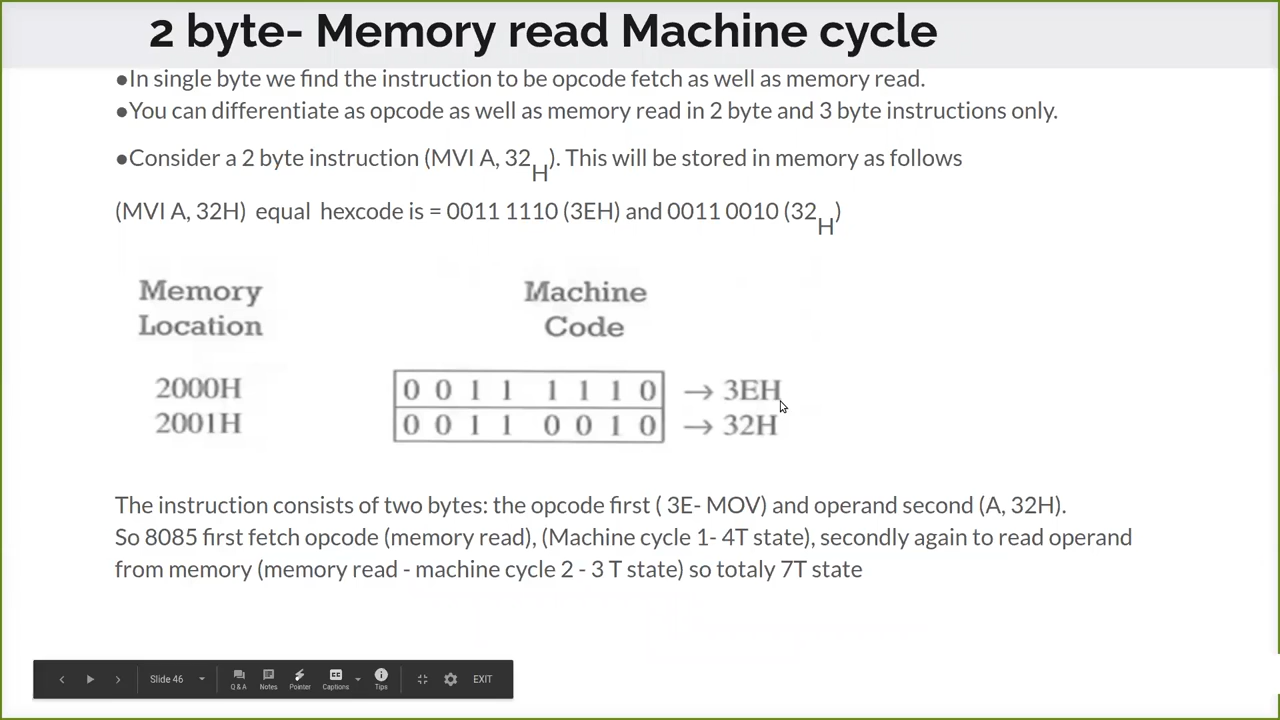 2 byte- Memory read Machine cycle
●In single byte we find the instruction to be opcode fetch as well as memory read.
●You can differentiate as opcode as well as memory read in 2 byte and 3 byte instructions only.
●Consider a 2 byte instruction (MVI A, 32H). This will be stored in memory as follows
(MVI A, 32H) equal hexcode is = 0011 1110 (3EH) and 0011 0010 (32H)
Memory Machine
Location Code
2000H 0 0 1 1 1 1 1 0 → 3EH
2001H 0 0 1 1 0 0 1 0 → 32H
The instruction consists of two bytes: the opcode first ( 3E- MOV) and operand second (A, 32H).
So 8085 first fetch opcode (memory read), (Machine cycle 1- 4T state), secondly again to read operand
from memory (memory read - machine cycle 2 - 3 T state) so totaly 7T state
Slide 46 Q & A Notes Pointer Captions Tips EXIT